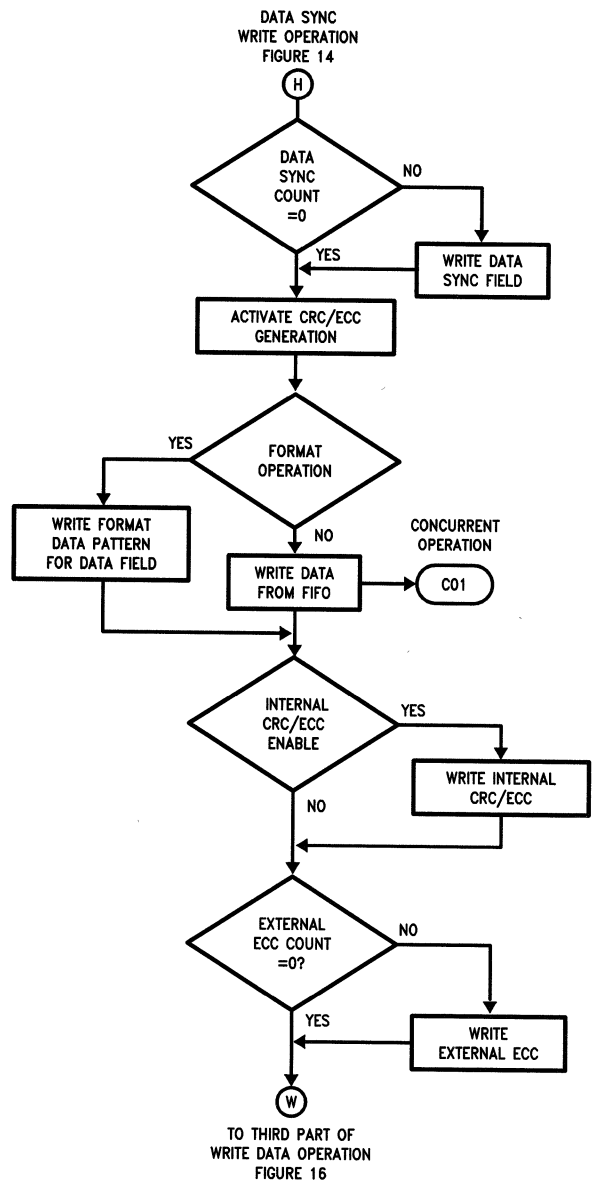 DATA SYNC
WRITE OPERATION
FIGURE 14
H
DATA
SYNC
COUNT
=0
NO
YES
WRITE DATA
SYNC FIELD
ACTIVATE CRC/ECC
GENERATION
YES
FORMAT
OPERATION
WRITE FORMAT
DATA PATTERN
FOR DATA FIELD
NO
CONCURRENT
OPERATION
WRITE DATA
FROM FIFO
C01
INTERNAL
CRC/ECC
ENABLE
YES
WRITE INTERNAL
CRC/ECC
NO
EXTERNAL
ECC COUNT
=0?
NO
YES
WRITE
EXTERNAL ECC
W
TO THIRD PART OF
WRITE DATA OPERATION
FIGURE 16